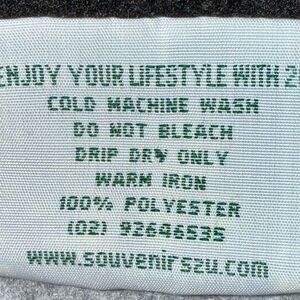 ENJOY YOUR LIFESTYLE WITH 2
COLD MACHINE WASH
DO NOT BLEACH
DRIP DRY ONLY
WARM IRON
100% POLYESTER
(02) 92646535
www.souvenirs2u.com